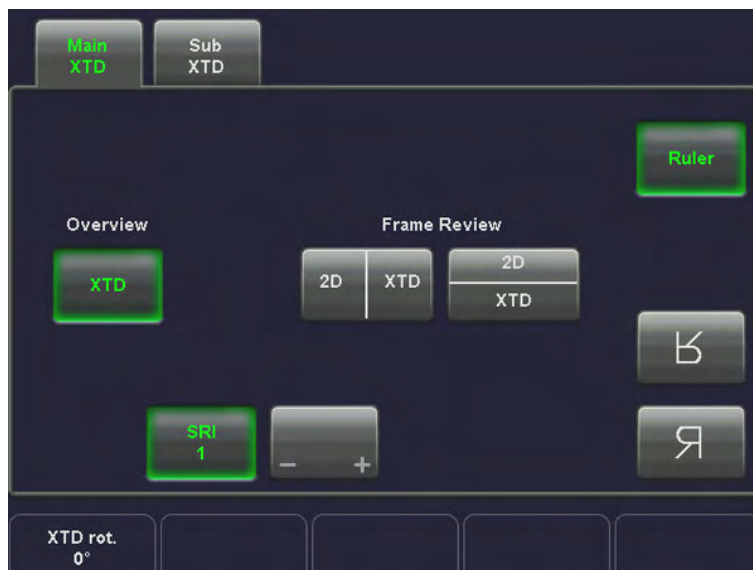 Main
XTD
Sub
XTD
Ruler
Overview
Frame Review
XTD
2D
XTD
2D
XTD
R
SRI
1
- +
R
XTD rot.
0°